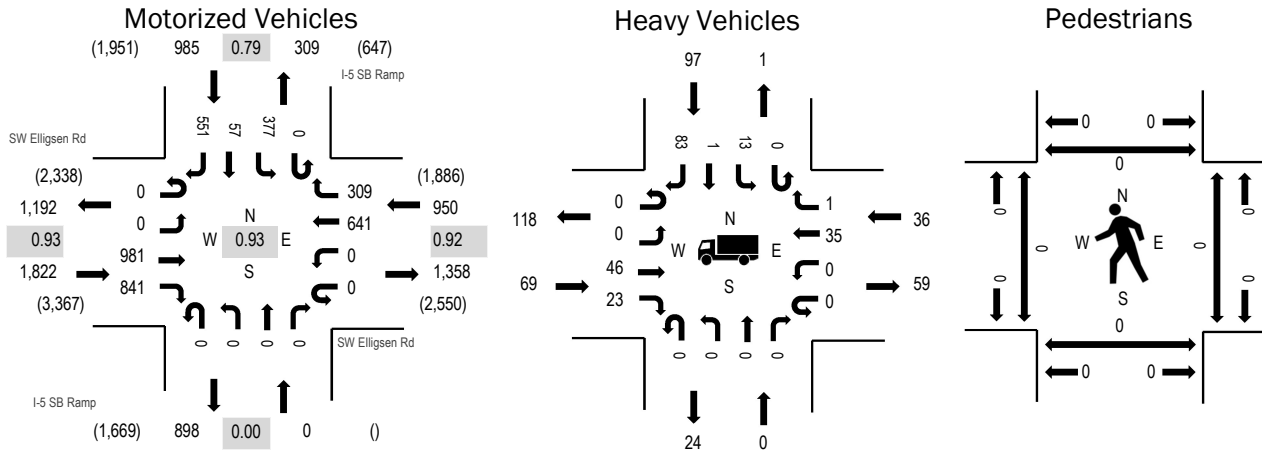 Motorized Vehicles
(1,951) 985 0.79 309 (647)
I-5 SB Ramp
551 57 377 0
SW Elligsen Rd
(2,338) 0 309 (1,886)
1,192 0 N 641 950
0.93 W 0.93 E 0.92
981 S 0
1,822 841 0 1,358
(3,367) (2,550)
0 0 0 0
SW Elligsen Rd
I-5 SB Ramp
(1,669) 898 0.00 0 ()
Heavy Vehicles
97 1
83 1 13 0
0 1
118 0 N 35 36
W E
46 S 0
69 23 0 59
0 0 0 0
24 0
Pedestrians
0 0
0
N
0 0 W E 0 0
0 0
S
0
0 0